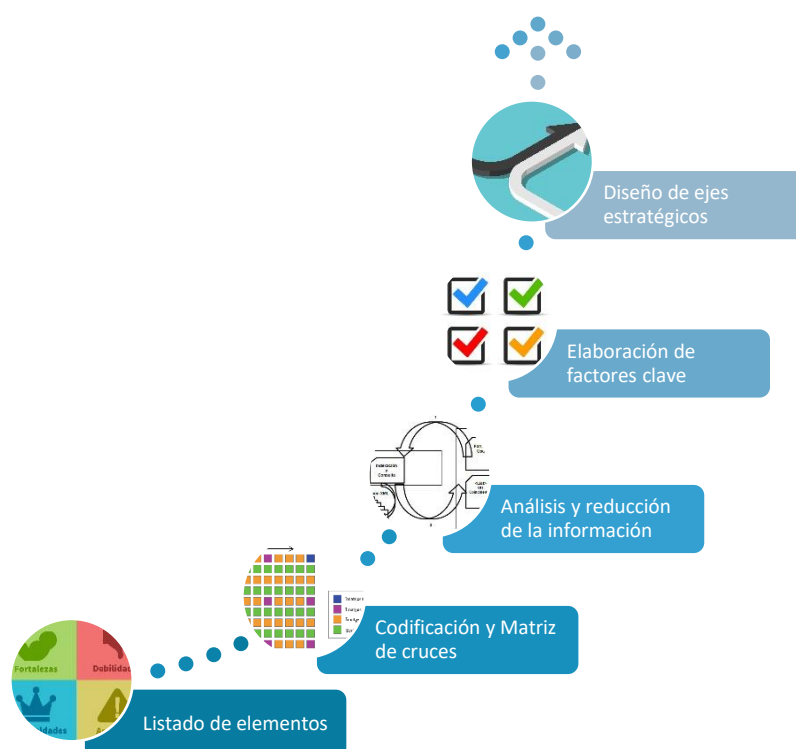 Diseño de ejes
estratégicos
Elaboración de
factores clave
Análisis y reducción
de la información
Codificación y Matriz
de cruces
Fortalezas
Listado de elementos